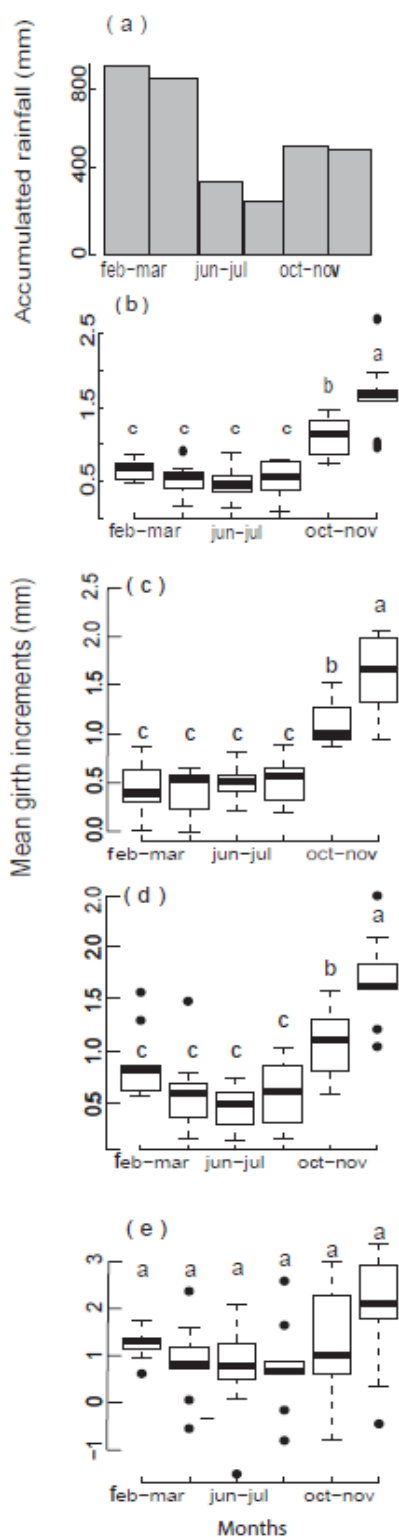 ( a )
Accumulatted rainfall (mm)
800
400
0
feb-mar jun-jul oct-nov
(b)
2.5
1.5
0.5
c c c c b a
feb-mar jun-jul oct-nov
Mean girth increments (mm)
( c )
2.5
2.0
1.5
1.0
0.5
0.0
c c c c b a
feb-mar jun-jul oct-nov
( d )
2.0
2.0
1.5
1.0
05
c c c c b a
feb-mar jun-jul oct-nov
( e )
3
2
1
0
-1
a a a a a a
feb-mar jun-jul oct-nov
Months